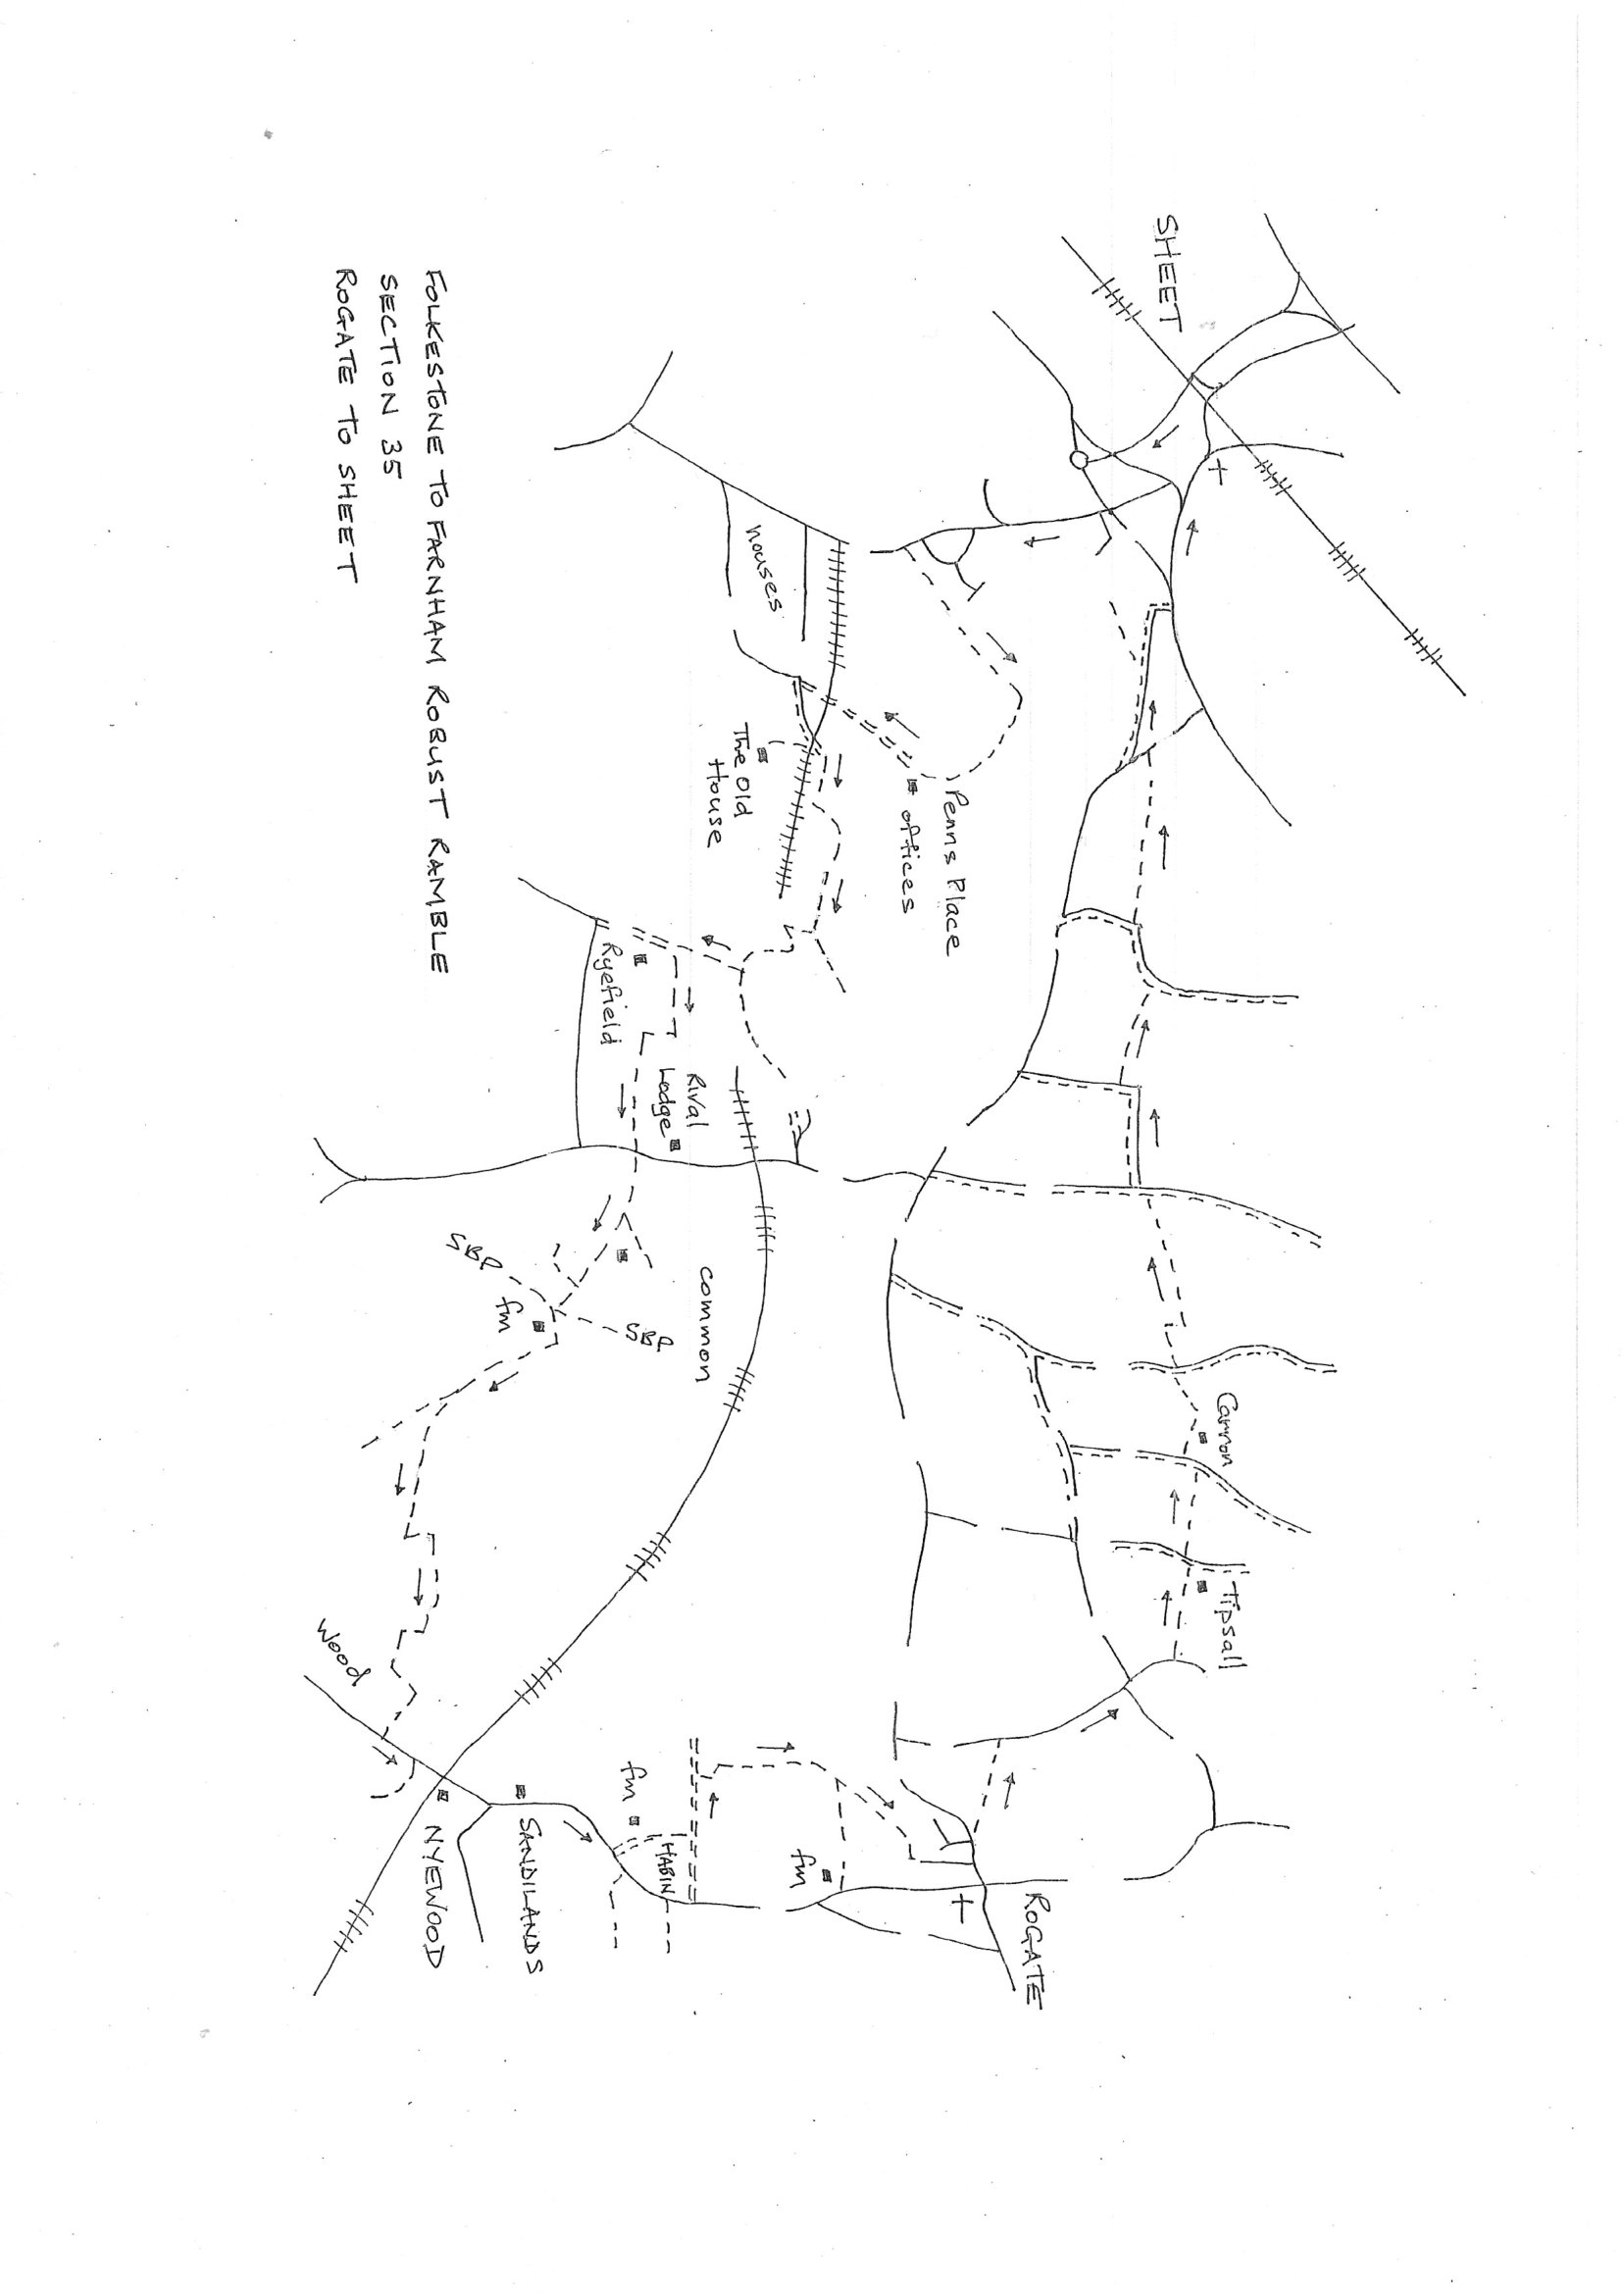 SHEET
Penns Place
offices
houses
The Old
House
Rival
Lodge
Ryefield
common
SBP
SBP
fm
Carron
Tipsall
Wood
NYEWOOD
SANDILANDS
fm
HABIN
fm
ROGATE
FOLKESTONE TO FARNHAM ROBUST RAMBLE
SECTION 35
ROGATE TO SHEET